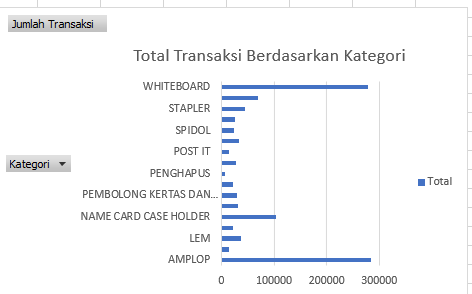 Jumlah Transaksi
Total Transaksi Berdasarkan Kategori
Kategori
WHITEBOARD
STAPLER
SPIDOL
POST IT
PENGHAPUS
PEMBOLONG KERTAS DAN...
NAME CARD CASE HOLDER
LEM
AMPLOP
Total
0 100000 200000 300000